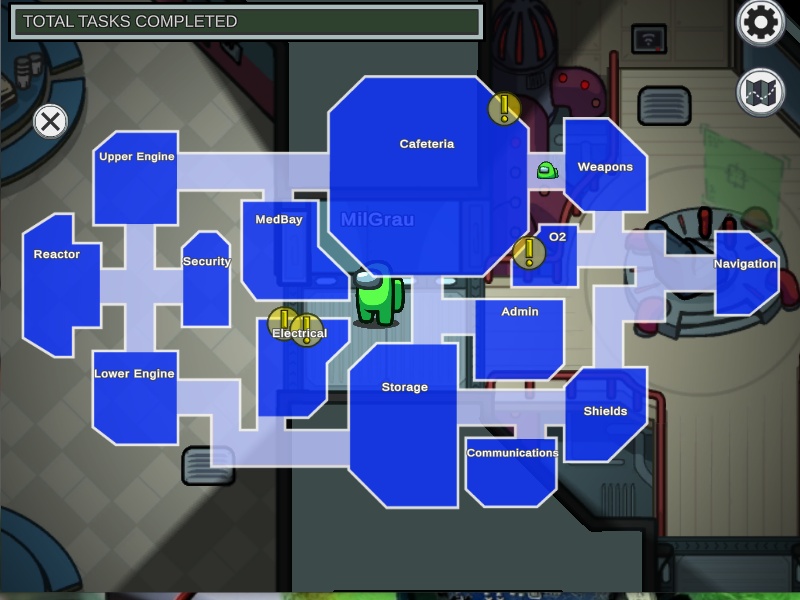 TOTAL TASKS COMPLETED
Cafeteria
Upper Engine
Weapons
MedBay
MilGrau
O2
Reactor
Security
Navigation
Admin
Electrical
Lower Engine
Storage
Shields
Communications